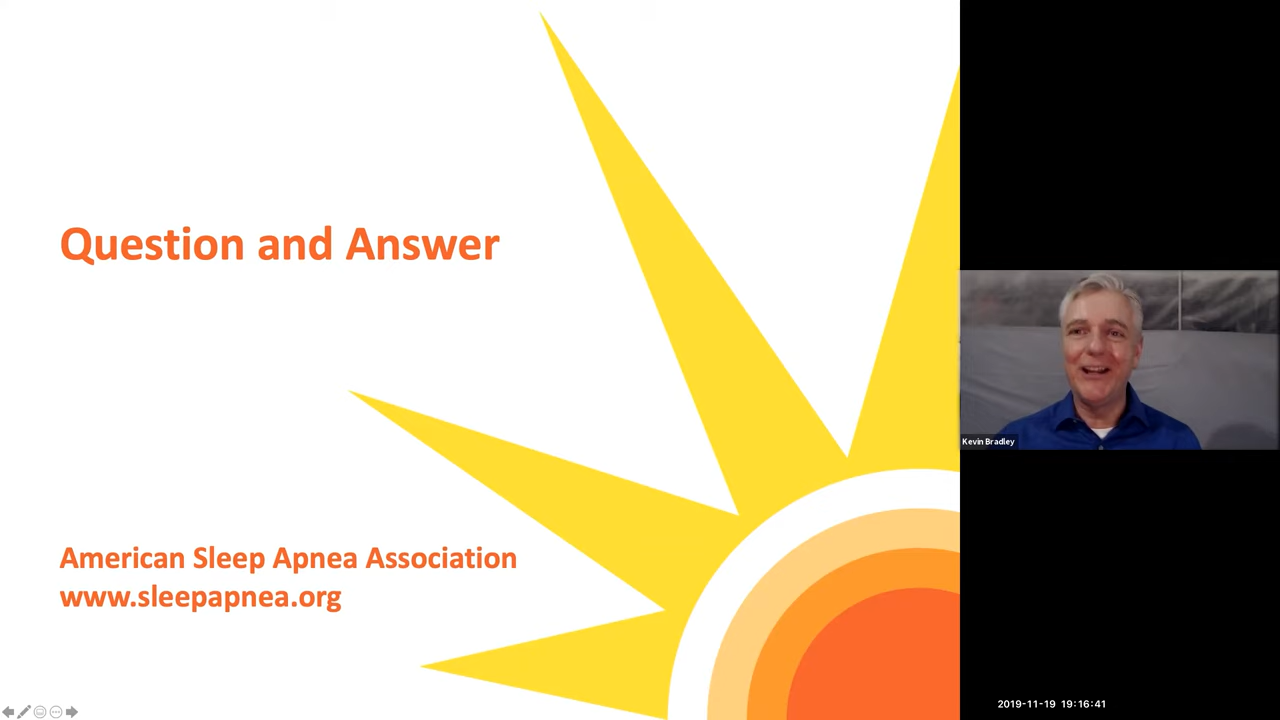 Question and Answer
American Sleep Apnea Association
www.sleepapnea.org
Kevin Bradley
2019-11-19 19:16:41